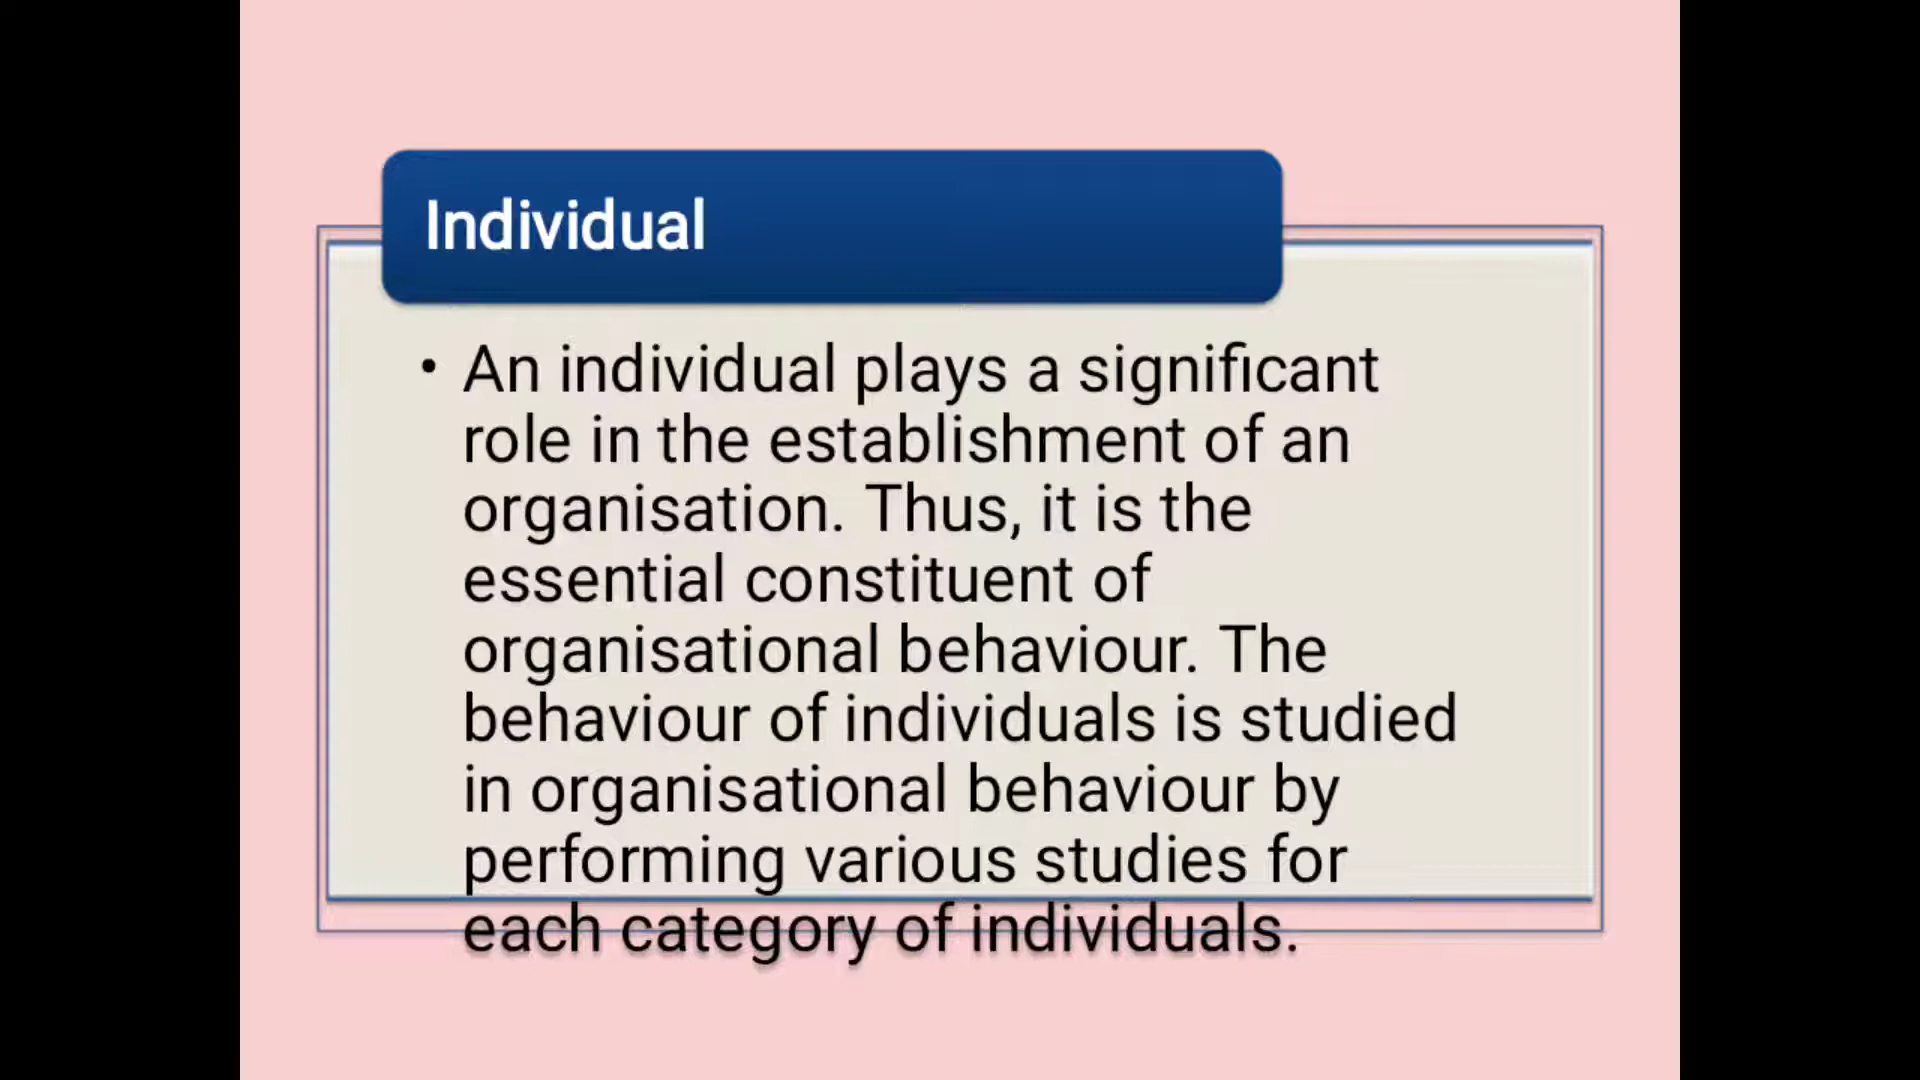 Individual
• An individual plays a significant
role in the establishment of an
organisation. Thus, it is the
essential constituent of
organisational behaviour. The
behaviour of individuals is studied
in organisational behaviour by
performing various studies for
each category of individuals.